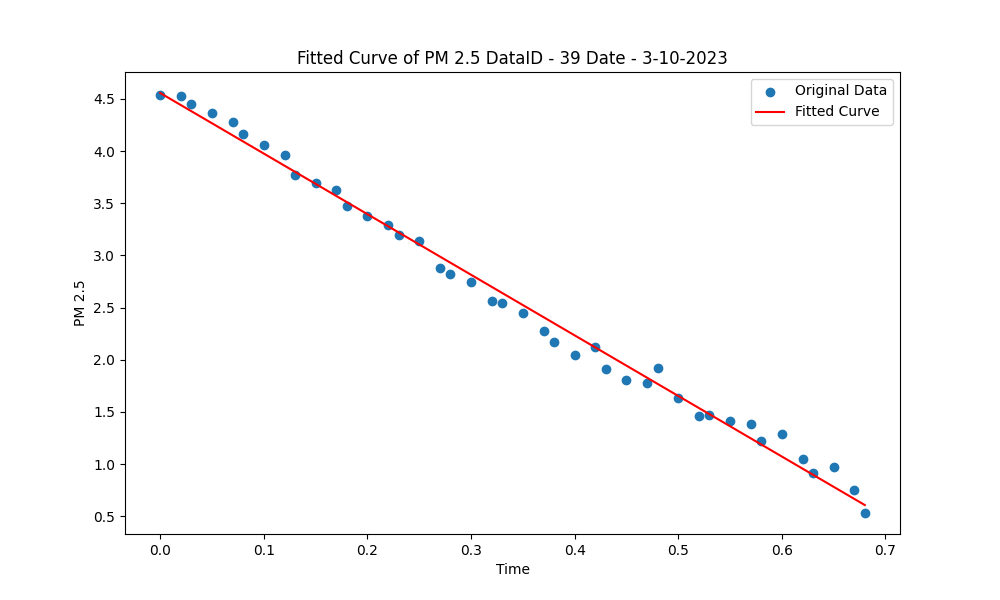 Fitted Curve of PM 2.5 DataID - 39 Date - 3-10-2023
Original Data
Fitted Curve
PM 2.5
4.5
4.0
3.5
3.0
2.5
2.0
1.5
1.0
0.5
0.0 0.1 0.2 0.3 0.4 0.5 0.6 0.7
Time